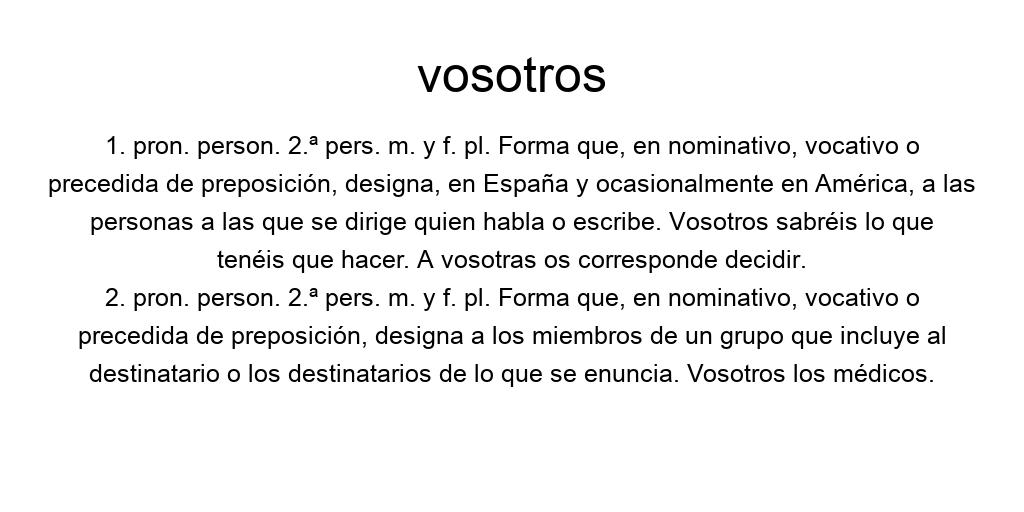 vosotros
1. pron. person. 2.ª pers. m. y f. pl. Forma que, en nominativo, vocativo o
precedida de preposición, designa, en España y ocasionalmente en América, a las
personas a las que se dirige quien habla o escribe. Vosotros sabréis lo que
tenéis que hacer. A vosotras os corresponde decidir.
2. pron. person. 2.ª pers. m. y f. pl. Forma que, en nominativo, vocativo o
precedida de preposición, designa a los miembros de un grupo que incluye al
destinatario o los destinatarios de lo que se enuncia. Vosotros los médicos.